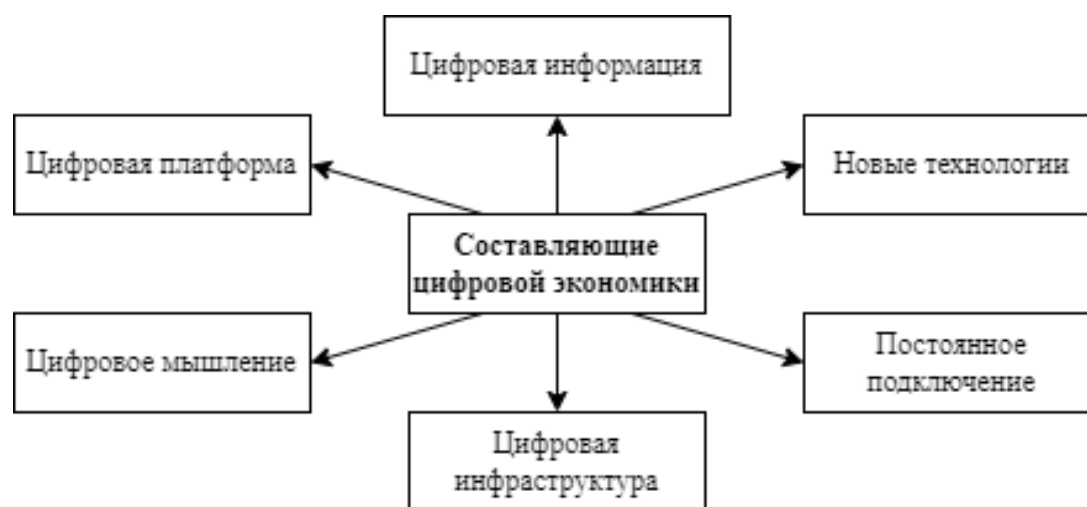 Цифровая информация
Цифровая платформа
Новые технологии
Составляющие
цифровой экономики
Цифровое мышление
Постоянное
подключение
Цифровая
инфраструктура